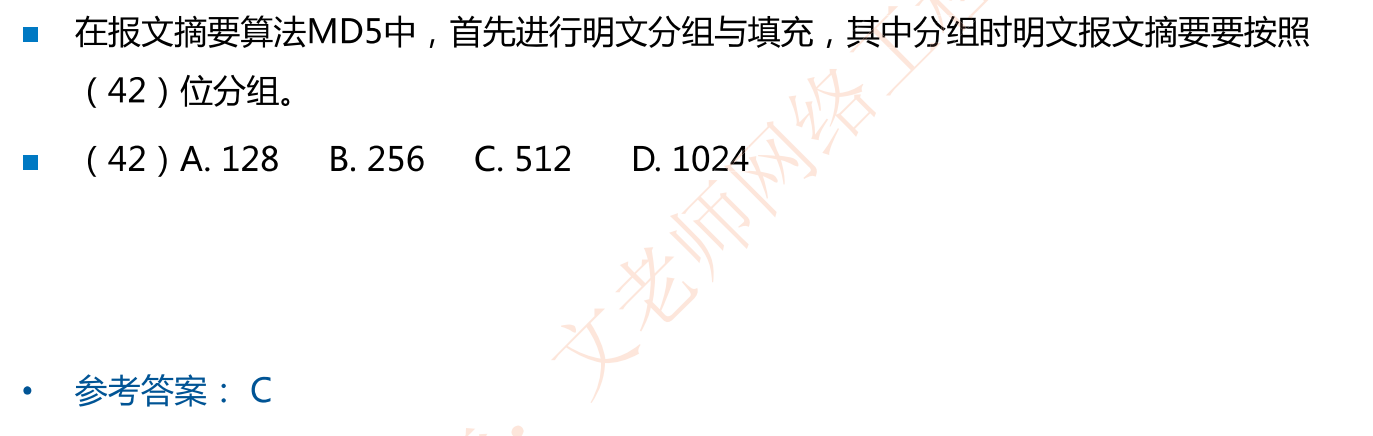 ■ 在报文摘要算法MD5中，首先进行明文分组与填充，其中分组时明文报文摘要要按照
（42）位分组。
■ （42）A. 128 B. 256 C. 512 D. 1024
• 参考答案： C
文老师网络工程